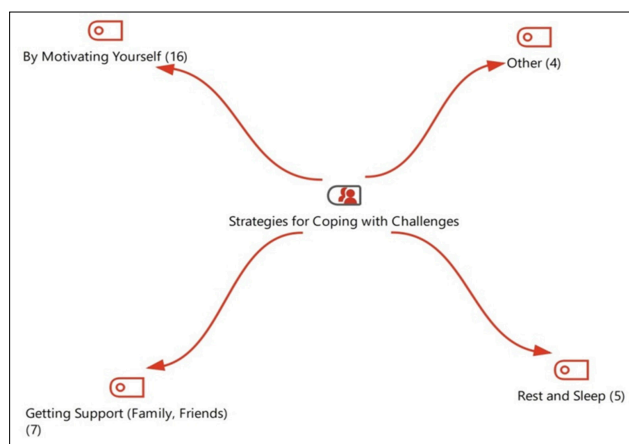 By Motivating Yourself (16)
Other (4)
Strategies for Coping with Challenges
Rest and Sleep (5)
Getting Support (Family, Friends)
(7)